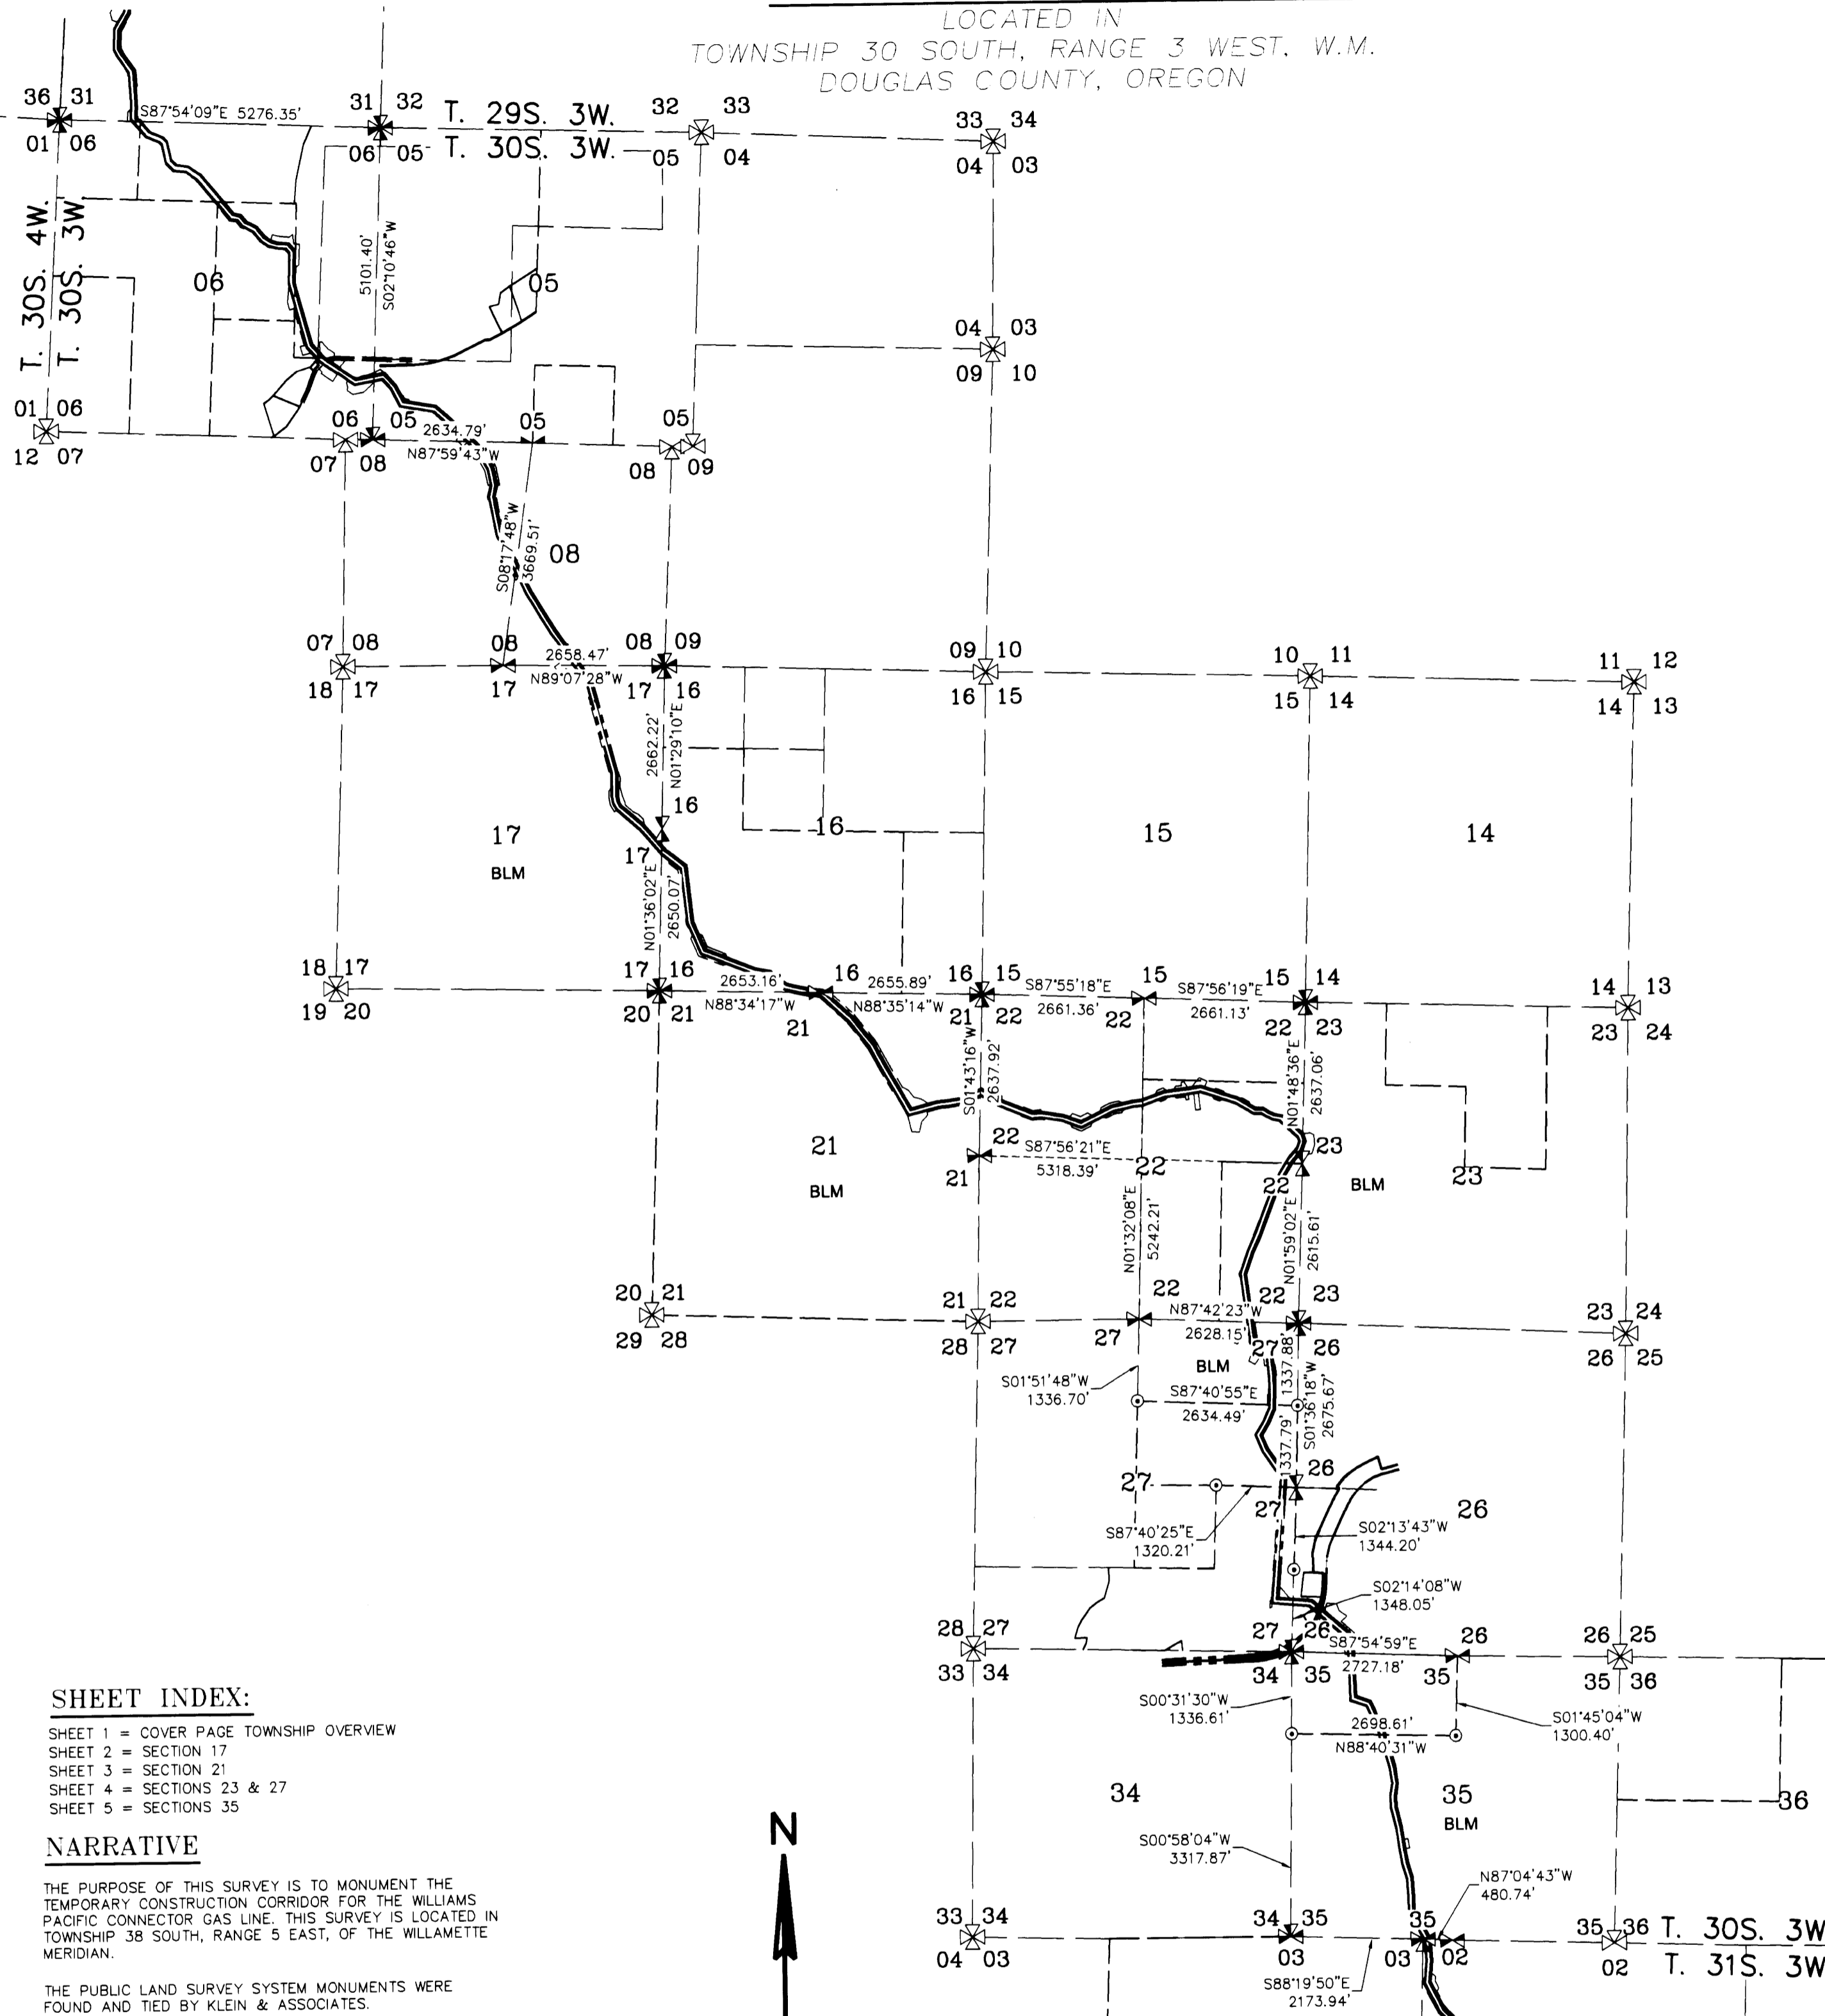 LOCATED IN
TOWNSHIP 30 SOUTH, RANGE 3 WEST, W.M.
DOUGLAS COUNTY, OREGON
36 31
S87°54'09"E 5276.35'
31 32
T. 29S. 3W.
32 33
33 34
01 06
06 05
T. 30S. 3W.
05 04
04 03
T. 30S. 4W.
T. 30S. 3W.
5101.40'
S02°10'46"W
06
05
04 03
09 10
01 06
06 05
05
05
2634.79'
N87°59'43"W
12 07
07 08
08 09
S08°17'48"W
3669.51'
08
07 08
08
2658.47'
08 09
09 10
10 11
11 12
18 17
17
N89°07'28"W
17 16
16 15
15 14
14 13
2662.22'
N01°29'10"E
16
17
BLM
16
15
14
17
N01°36'02"E
2650.07'
18 17
17 16
2653.16'
16
2655.89'
16 15
S87°55'18"E
15
S87°56'19"E
15 14
14 13
19 20
20 21
N88°34'17"W
21
N88°35'14"W
21 22
2661.36'
22
2661.13'
22 23
23 24
S01°43'16"W
2637.92'
N01°48'36"E
2637.06'
21
BLM
22
S87°56'21"E
5318.39'
21
22
23
22
BLM
23
N01°32'08"E
5242.21'
N01°59'02"E
2615.61'
20 21
21 22
22
N87°42'23"W
22 23
23 24
29 28
28 27
27
2628.15'
27 26
26 25
BLM
1337.88'
S01°36'18"W
2675.67'
S01°51'48"W
1336.70'
S87°40'55"E
2634.49'
1337.79'
26
27
27
26
S87°40'25"E
1320.21'
S02°13'43"W
1344.20'
S02°14'08"W
1348.05'
28 27
27 26
S87°54'59"E
26
26 25
33 34
34 35
2727.18'
35
35 36
S00°31'30"W
1336.61'
2698.61'
N88°40'31"W
S01°45'04"W
1300.40'
34
35
BLM
36
S00°58'04"W
3317.87'
N87°04'43"W
480.74'
33 34
34 35
35
35 36
T. 30S. 3W
04 03
03
03 02
02
T. 31S. 3W
S88°19'50"E
2173.94'
SHEET INDEX:
SHEET 1 = COVER PAGE TOWNSHIP OVERVIEW
SHEET 2 = SECTION 17
SHEET 3 = SECTION 21
SHEET 4 = SECTIONS 23 & 27
SHEET 5 = SECTIONS 35
NARRATIVE
THE PURPOSE OF THIS SURVEY IS TO MONUMENT THE
TEMPORARY CONSTRUCTION CORRIDOR FOR THE WILLIAMS
PACIFIC CONNECTOR GAS LINE. THIS SURVEY IS LOCATED IN
TOWNSHIP 38 SOUTH, RANGE 5 EAST, OF THE WILLAMETTE
MERIDIAN.
THE PUBLIC LAND SURVEY SYSTEM MONUMENTS WERE
FOUND AND TIED BY KLEIN & ASSOCIATES.
N